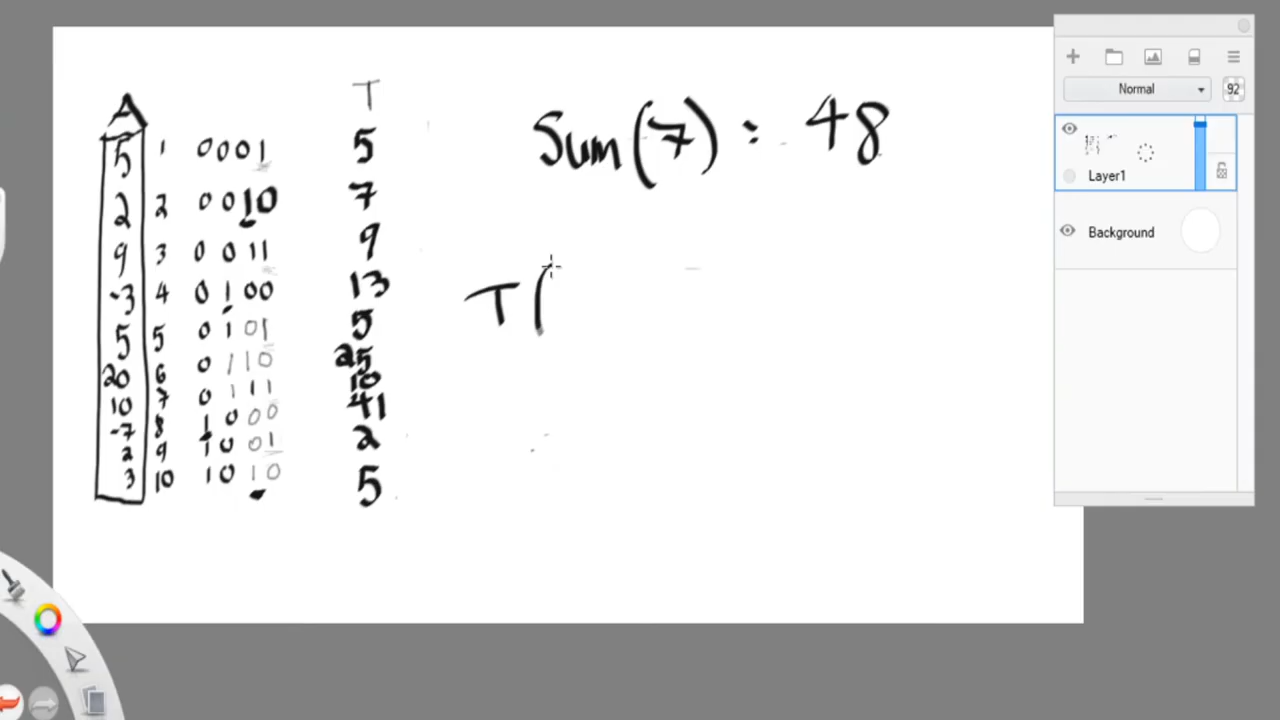 A T
5 1 0001 5
2 2 0010 7
9 3 0011 9
-3 4 0100 13
5 5 0101 5
20 6 0110 25
10 7 0111 10
-7 8 1000 41
2 9 1001 2
3 10 1010 5
Sum(7) : 48
T(
Normal 92
Layer1
Background